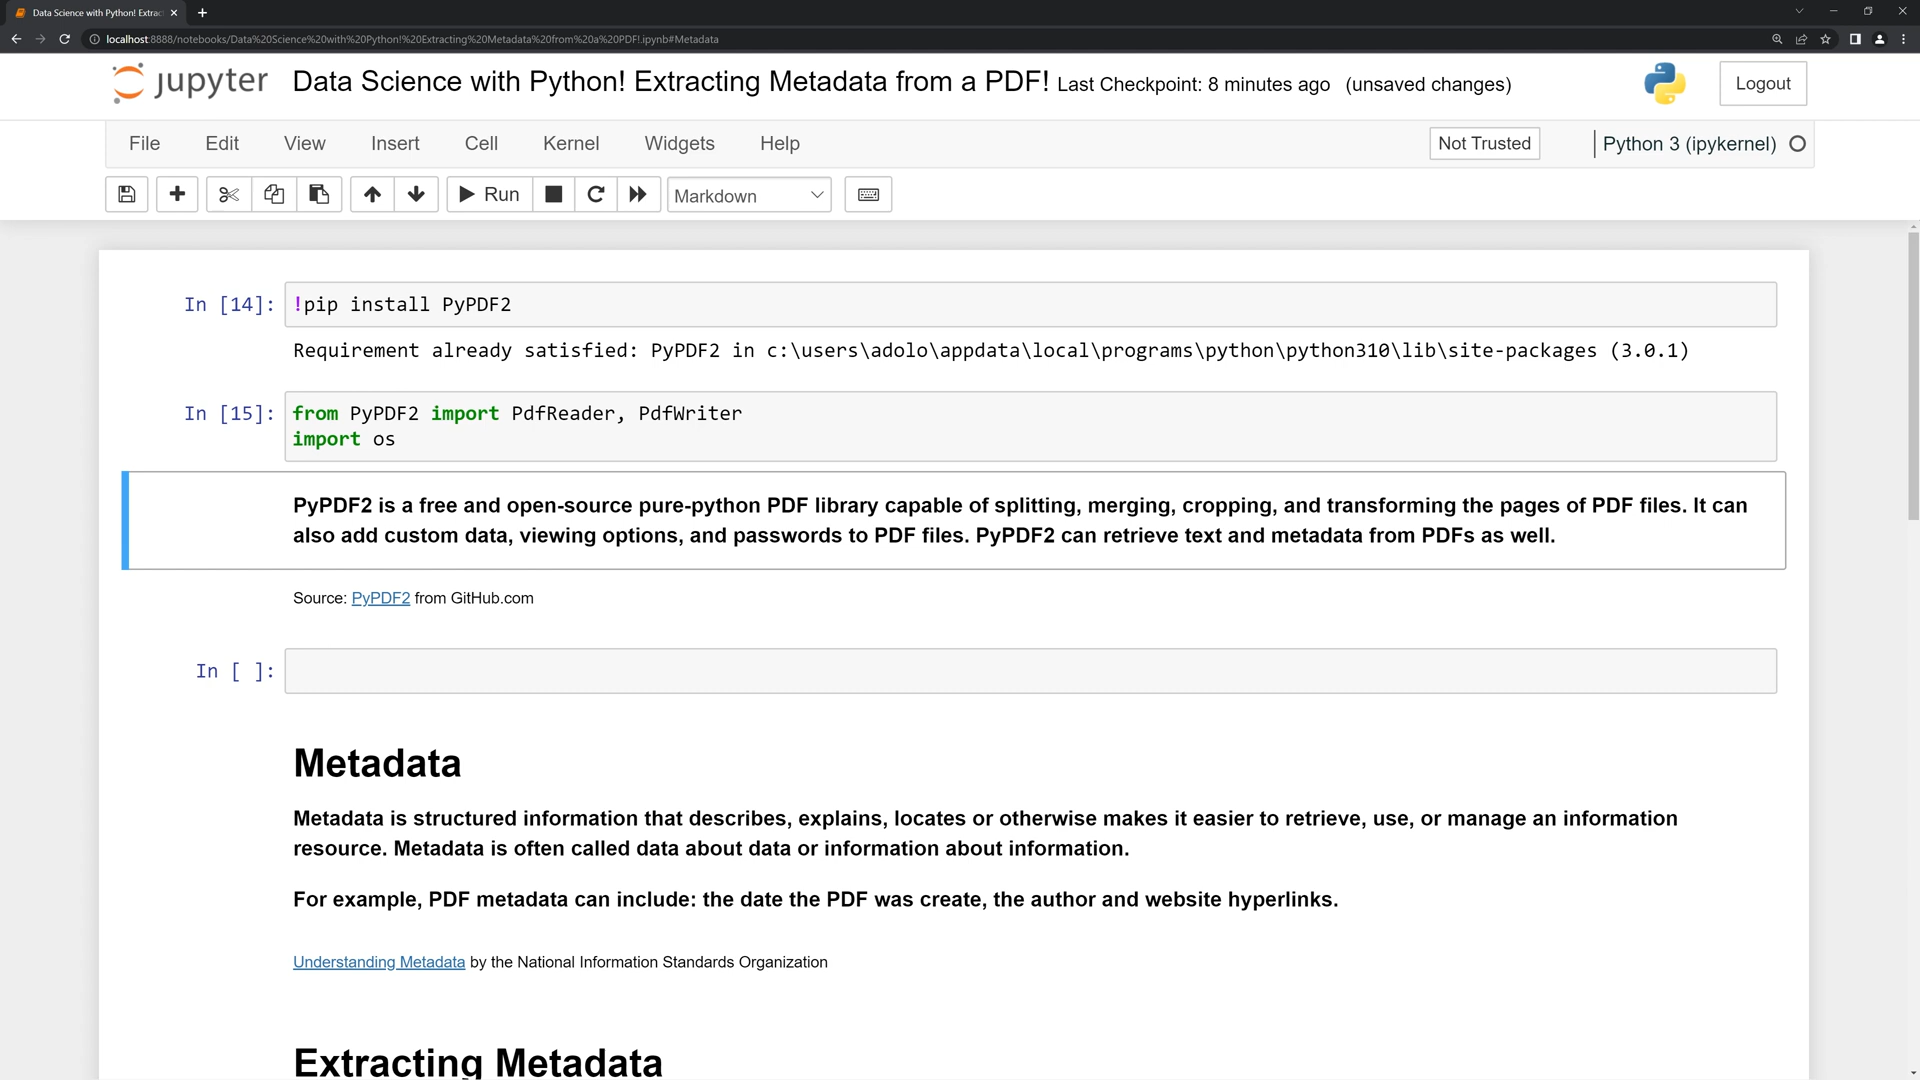 Data Science with Python! Extrac
localhost:8888/notebooks/Data%20Science%20with%20Python!%20Extracting%20Metadata%20from%20a%20PDF!.ipynb#Metadata
jupyter Data Science with Python! Extracting Metadata from a PDF! Last Checkpoint: 8 minutes ago (unsaved changes) Logout
File Edit View Insert Cell Kernel Widgets Help Not Trusted Python 3 (ipykernel)
Run Markdown
In [14]: !pip install PyPDF2
Requirement already satisfied: PyPDF2 in c:\users\adolo\appdata\local\programs\python\python310\lib\site-packages (3.0.1)
In [15]: from PyPDF2 import PdfReader, PdfWriter
import os
PyPDF2 is a free and open-source pure-python PDF library capable of splitting, merging, cropping, and transforming the pages of PDF files. It can
also add custom data, viewing options, and passwords to PDF files. PyPDF2 can retrieve text and metadata from PDFs as well.
Source: PyPDF2 from GitHub.com
In [ ]:
Metadata
Metadata is structured information that describes, explains, locates or otherwise makes it easier to retrieve, use, or manage an information
resource. Metadata is often called data about data or information about information.
For example, PDF metadata can include: the date the PDF was create, the author and website hyperlinks.
Understanding Metadata by the National Information Standards Organization
Extracting Metadata